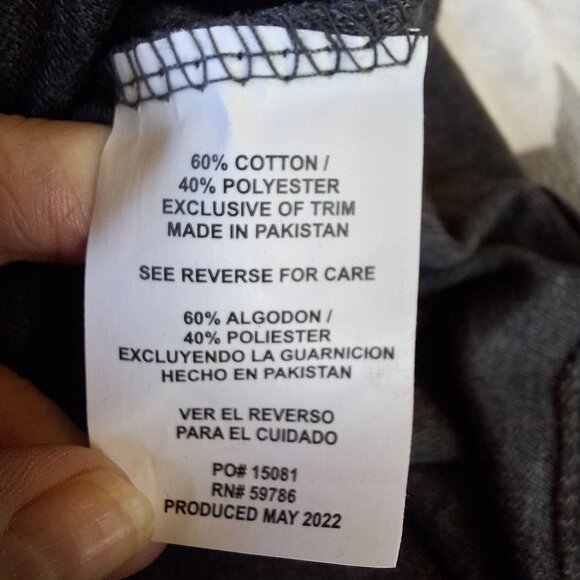 60% COTTON /
40% POLYESTER
EXCLUSIVE OF TRIM
MADE IN PAKISTAN
SEE REVERSE FOR CARE
60% ALGODON /
40% POLIESTER
EXCLUYENDO LA GUARNICION
HECHO EN PAKISTAN
VER EL REVERSO
PARA EL CUIDADO
PO# 15081
RN# 59786
PRODUCED MAY 2022